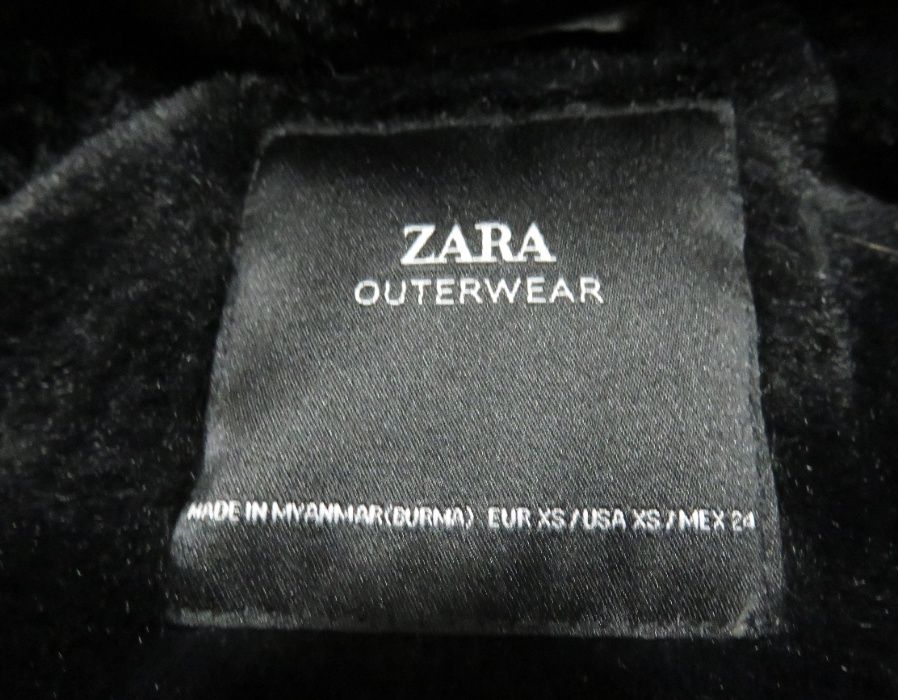 ZARA
OUTERWEAR
MADE IN MYANMAR(BURMA) EUR XS/USA XS/MEX 24